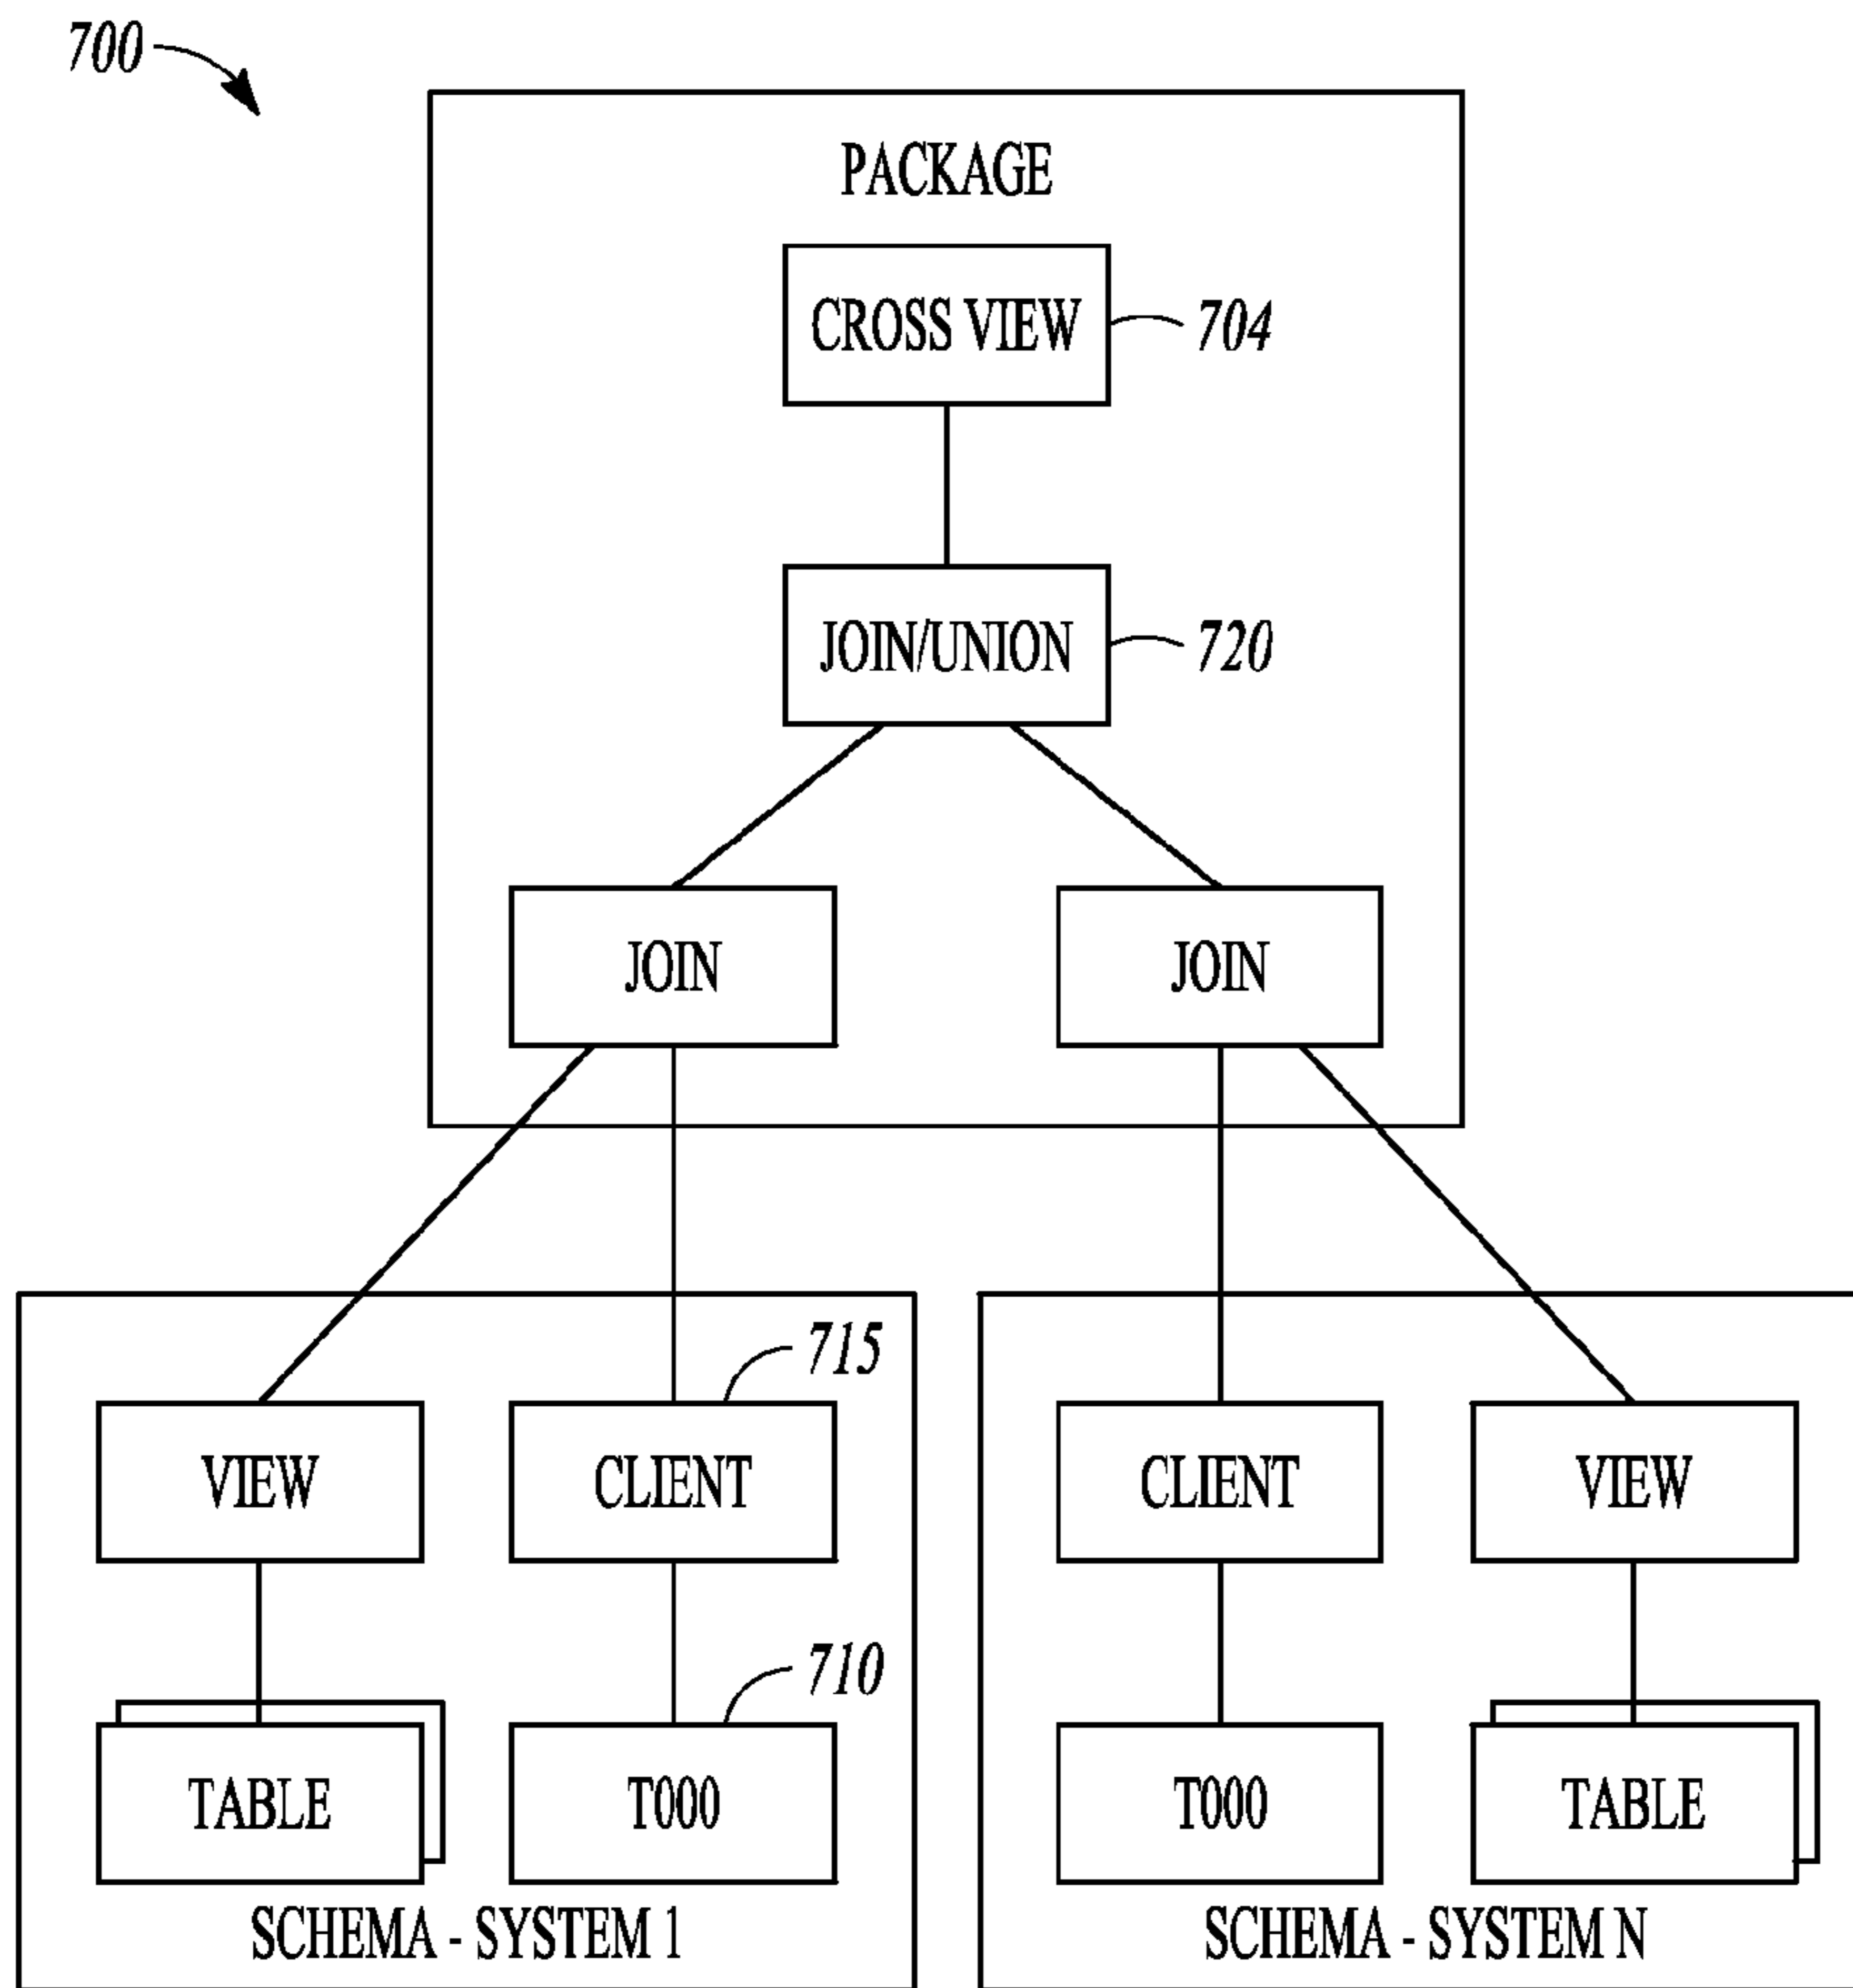 700
PACKAGE
CROSS VIEW
704
JOIN/UNION
720
JOIN
JOIN
715
VIEW
CLIENT
CLIENT
VIEW
710
TABLE
T000
T000
TABLE
SCHEMA - SYSTEM 1
SCHEMA - SYSTEM N